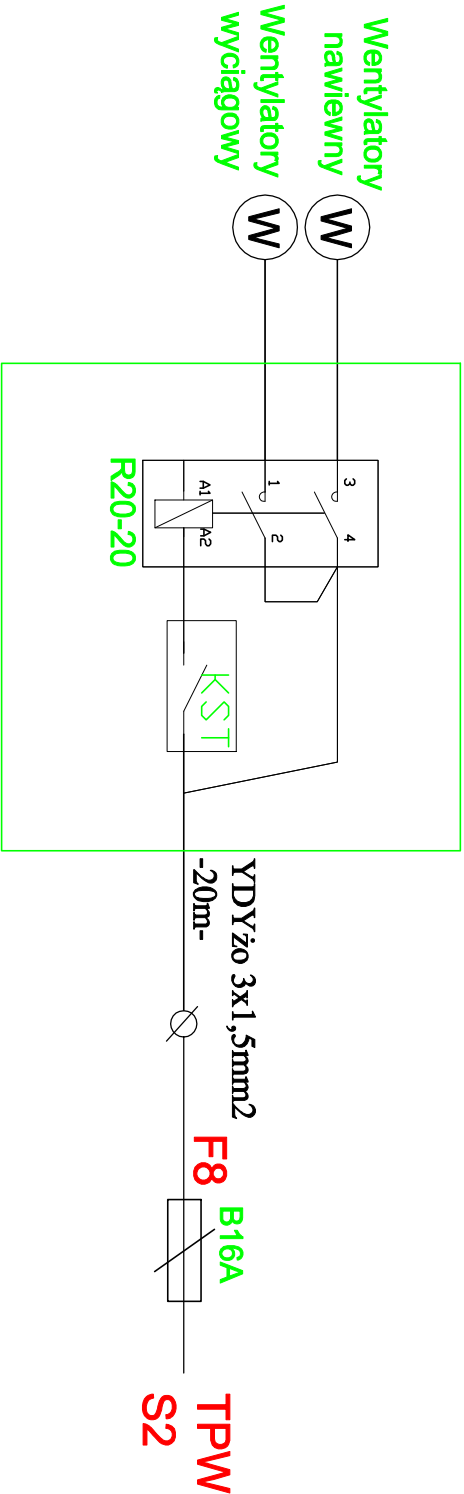 Wentylatory
nawiewny
Wentylatory
wyciągowy
W
W
3
4
1
2
A1
A2
R20-20
KST
YDYżo 3x1,5mm2
-20m-
F8
B16A
TPW
S2